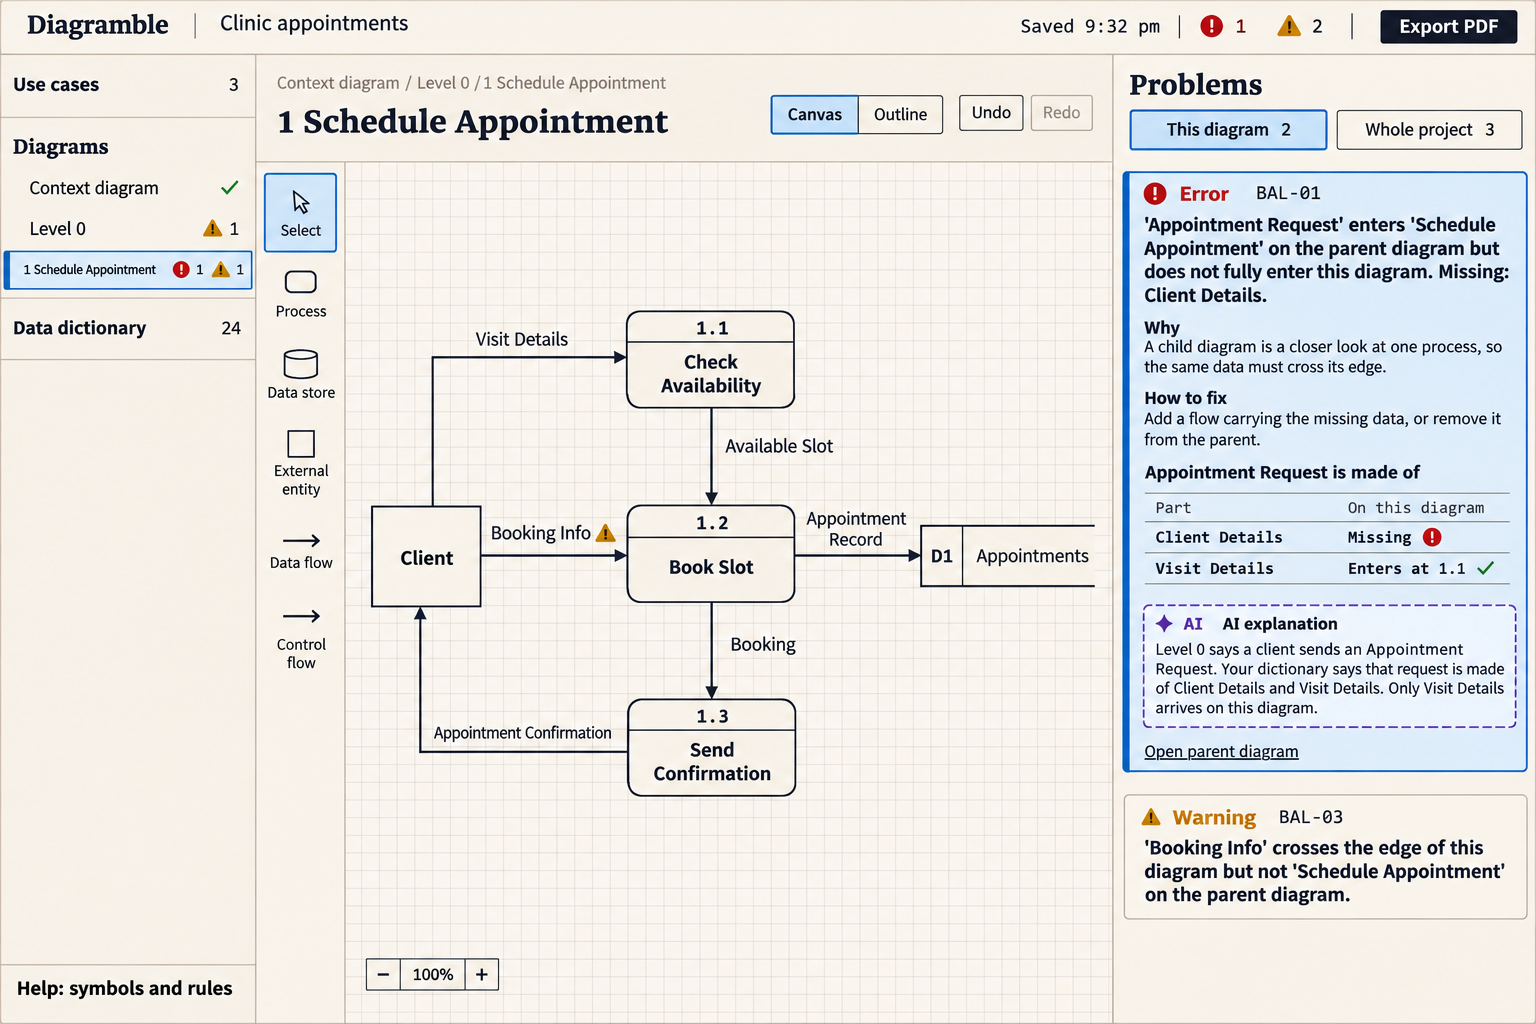 Diagramble
Clinic appointments
Saved 9:32 pm
1
2
Export PDF
Use cases 3
Diagrams
Context diagram
Level 0 1
1 Schedule Appointment 1 1
Data dictionary 24
Help: symbols and rules
Context diagram / Level 0 / 1 Schedule Appointment
1 Schedule Appointment
Canvas
Outline
Undo
Redo
Select
Process
Data store
External
entity
Data flow
Control
flow
Visit Details
1.1
Check
Availability
Available Slot
Client
Booking Info
1.2
Book Slot
Appointment
Record
D1
Appointments
Booking
Appointment Confirmation
1.3
Send
Confirmation
− 100% +
Problems
This diagram 2
Whole project 3
Error BAL-01
'Appointment Request' enters 'Schedule
Appointment' on the parent diagram but
does not fully enter this diagram. Missing:
Client Details.
Why
A child diagram is a closer look at one process, so
the same data must cross its edge.
How to fix
Add a flow carrying the missing data, or remove it
from the parent.
Appointment Request is made of
Part On this diagram
Client Details Missing
Visit Details Enters at 1.1
AI AI explanation
Level 0 says a client sends an Appointment
Request. Your dictionary says that request is made
of Client Details and Visit Details. Only Visit Details
arrives on this diagram.
Open parent diagram
Warning BAL-03
'Booking Info' crosses the edge of this
diagram but not 'Schedule Appointment'
on the parent diagram.